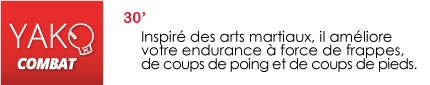 YAKO
COMBAT
30'
Inspiré des arts martiaux, il améliore
votre endurance à force de frappes,
de coups de poing et de coups de pieds.